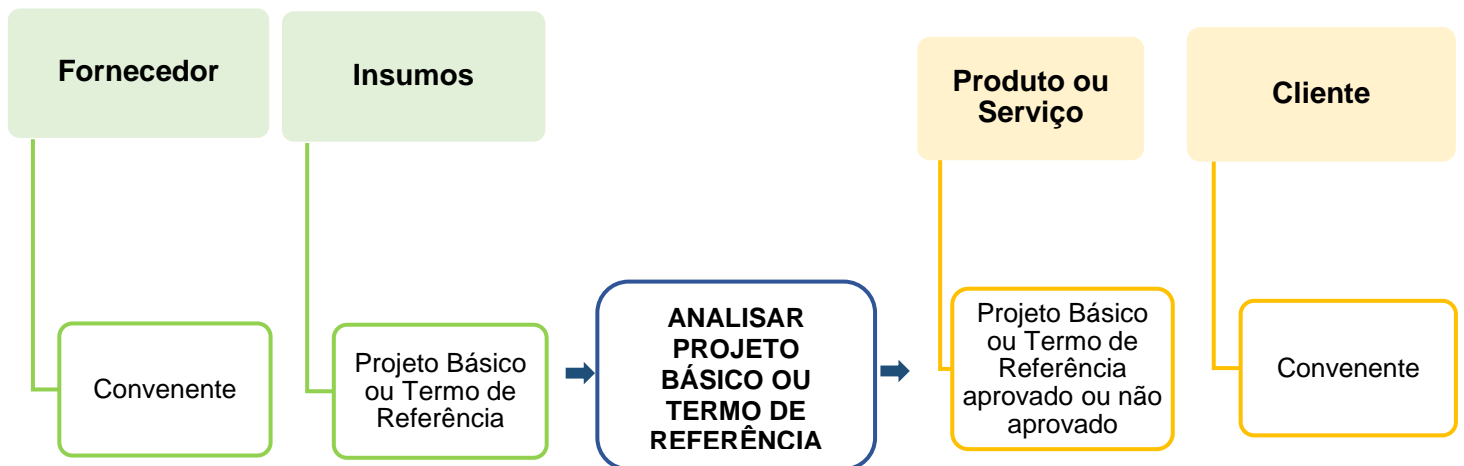 Fornecedor
Insumos
Produto ou
Serviço
Cliente
Convenente
Projeto Básico
ou Termo de
Referência
ANALISAR
PROJETO
BÁSICO OU
TERMO DE
REFERÊNCIA
Projeto Básico
ou Termo de
Referência
aprovado ou não
aprovado
Convenente